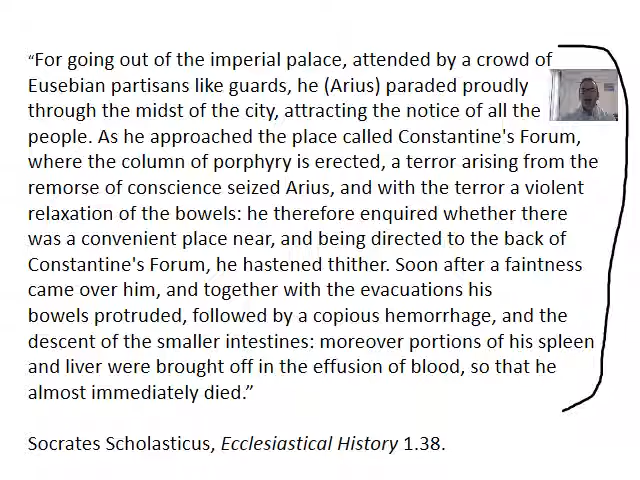 “For going out of the imperial palace, attended by a crowd of
Eusebian partisans like guards, he (Arius) paraded proudly
through the midst of the city, attracting the notice of all the
people. As he approached the place called Constantine's Forum,
where the column of porphyry is erected, a terror arising from the
remorse of conscience seized Arius, and with the terror a violent
relaxation of the bowels: he therefore enquired whether there
was a convenient place near, and being directed to the back of
Constantine's Forum, he hastened thither. Soon after a faintness
came over him, and together with the evacuations his
bowels protruded, followed by a copious hemorrhage, and the
descent of the smaller intestines: moreover portions of his spleen
and liver were brought off in the effusion of blood, so that he
almost immediately died.”
Socrates Scholasticus, Ecclesiastical History 1.38.